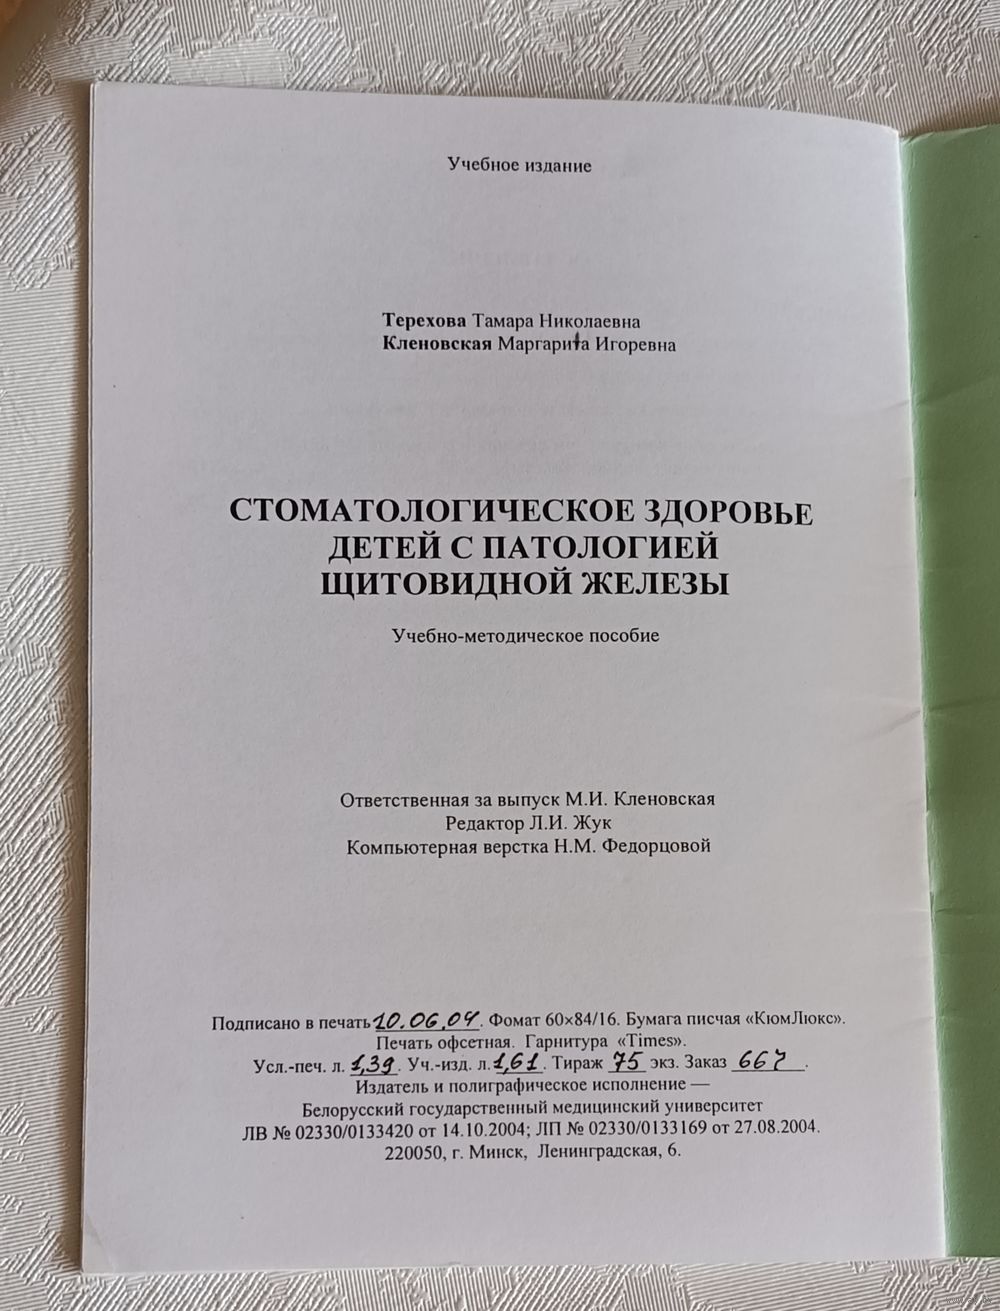 Учебное издание
Терехова Тамара Николаевна
Кленовская Маргарита Игоревна
СТОМАТОЛОГИЧЕСКОЕ ЗДОРОВЬЕ
ДЕТЕЙ С ПАТОЛОГИЕЙ
ЩИТОВИДНОЙ ЖЕЛЕЗЫ
Учебно-методическое пособие
Ответственная за выпуск М.И. Кленовская
Редактор Л.И. Жук
Компьютерная верстка Н.М. Федорцовой
Подписано в печать 10.06.04. Фомат 60×84/16. Бумага писчая «КюмЛюкс».
Печать офсетная. Гарнитура «Times».
Усл.-печ. л. 1,39. Уч.-изд. л. 1,61. Тираж 75 экз. Заказ 667.
Издатель и полиграфическое исполнение —
Белорусский государственный медицинский университет
ЛВ № 02330/0133420 от 14.10.2004; ЛП № 02330/0133169 от 27.08.2004.
220050, г. Минск, Ленинградская, 6.